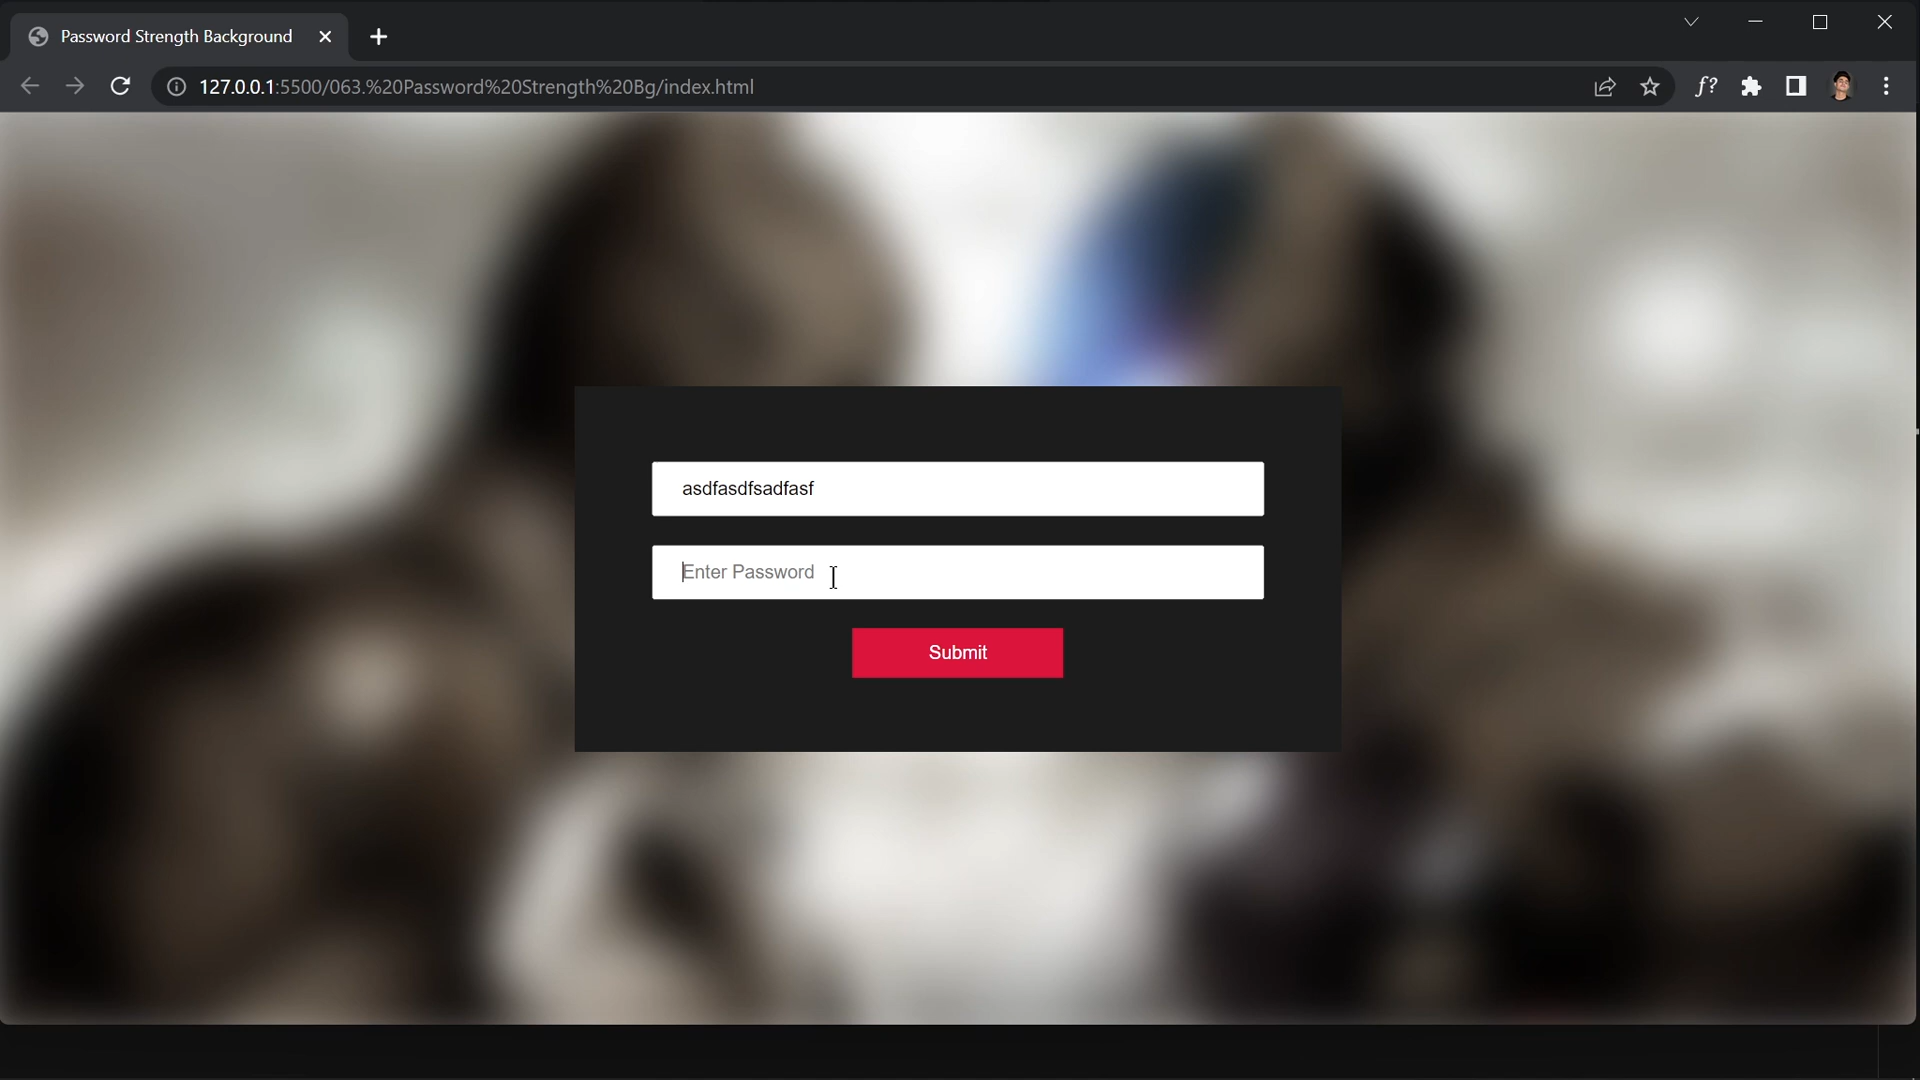 Password Strength Background
127.0.0.1:5500/063.%20Password%20Strength%20Bg/index.html
f?
asdfasdfsadfasf
Enter Password
Submit